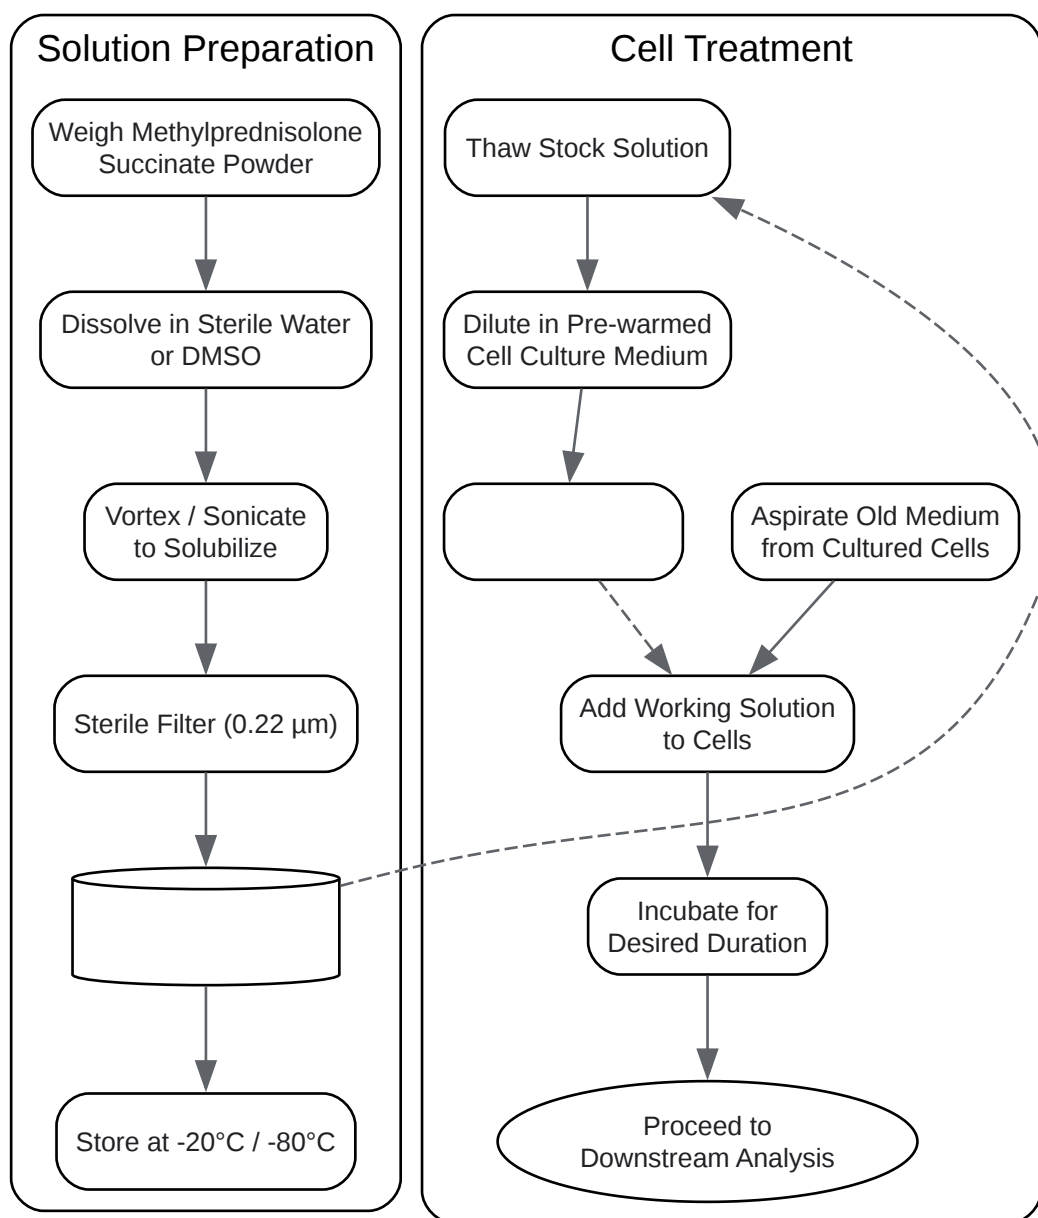 Solution Preparation
Weigh Methylprednisolone
Succinate Powder
Dissolve in Sterile Water
or DMSO
Vortex / Sonicate
to Solubilize
Sterile Filter (0.22 µm)
Store at -20°C / -80°C
Cell Treatment
Thaw Stock Solution
Dilute in Pre-warmed
Cell Culture Medium
Aspirate Old Medium
from Cultured Cells
Add Working Solution
to Cells
Incubate for
Desired Duration
Proceed to
Downstream Analysis